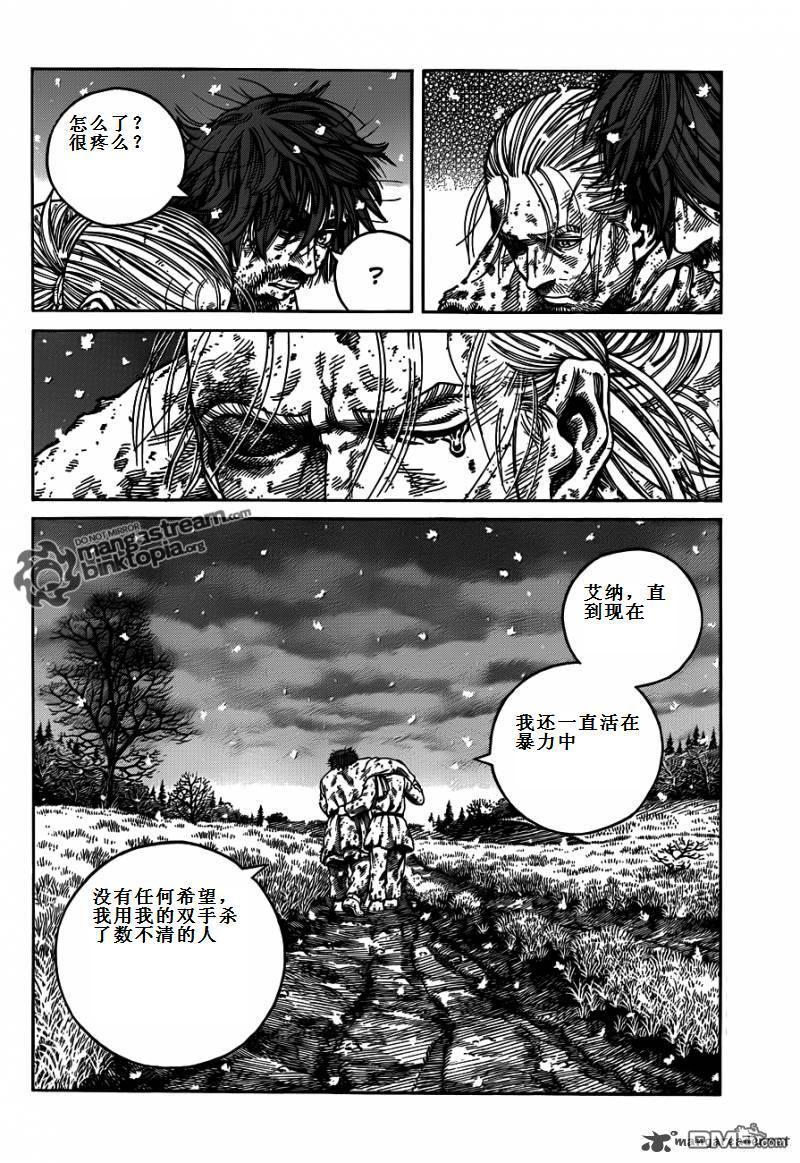 怎么了？
很疼么？
？
艾纳，直
到现在
我还一直活在
暴力中
没有任何希望，
我用我的双手杀
了数不清的人
DO NOT MIRROR
mangastream.com
binktopia.org
mangareader.net